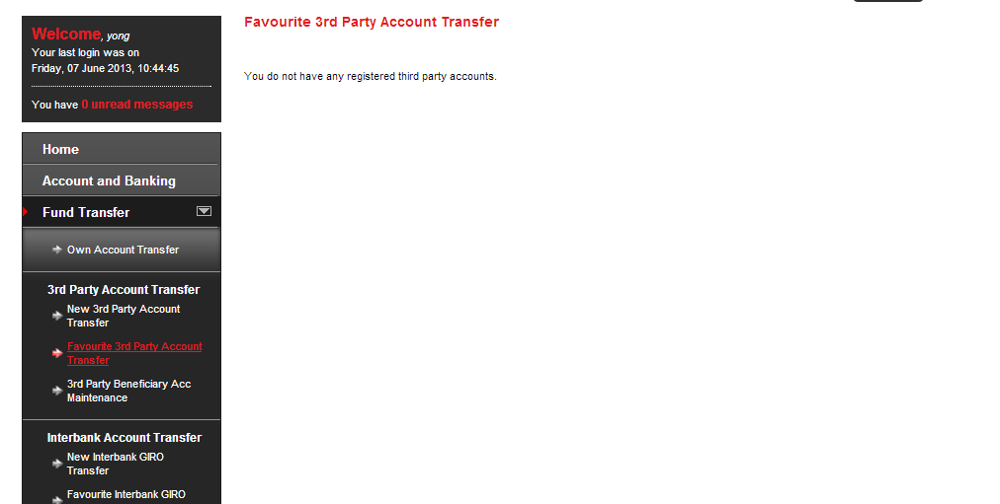 Welcome, yong
Your last login was on
Friday, 07 June 2013, 10:44:45
You have 0 unread messages
Home
Account and Banking
Fund Transfer
Own Account Transfer
3rd Party Account Transfer
New 3rd Party Account
Transfer
Favourite 3rd Party Account
Transfer
3rd Party Beneficiary Acc
Maintenance
Interbank Account Transfer
New Interbank GIRO
Transfer
Favourite Interbank GIRO
Favourite 3rd Party Account Transfer
You do not have any registered third party accounts.